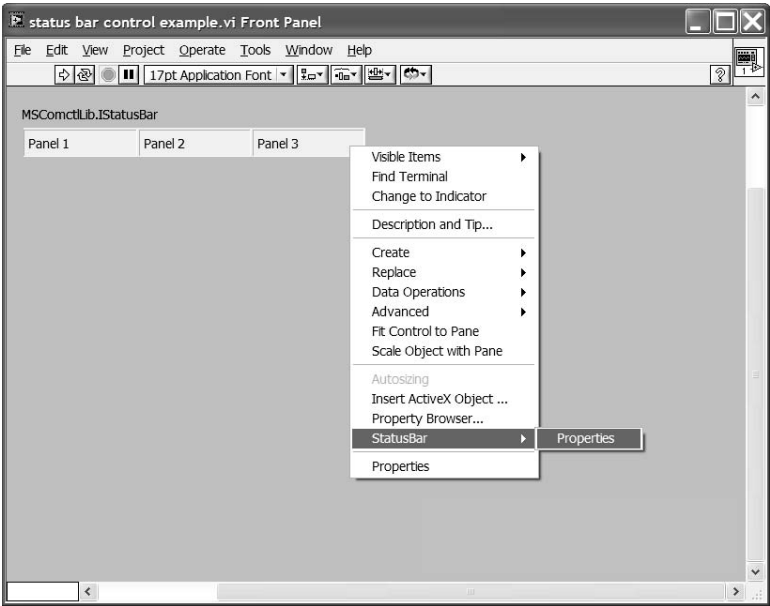 status bar control example.vi Front Panel
File Edit View Project Operate Tools Window Help
17pt Application Font
?
1
MSComctlLib.IStatusBar
Panel 1 Panel 2 Panel 3
Visible Items
Find Terminal
Change to Indicator
Description and Tip...
Create
Replace
Data Operations
Advanced
Fit Control to Pane
Scale Object with Pane
Autosizing
Insert ActiveX Object ...
Property Browser...
StatusBar Properties
Properties